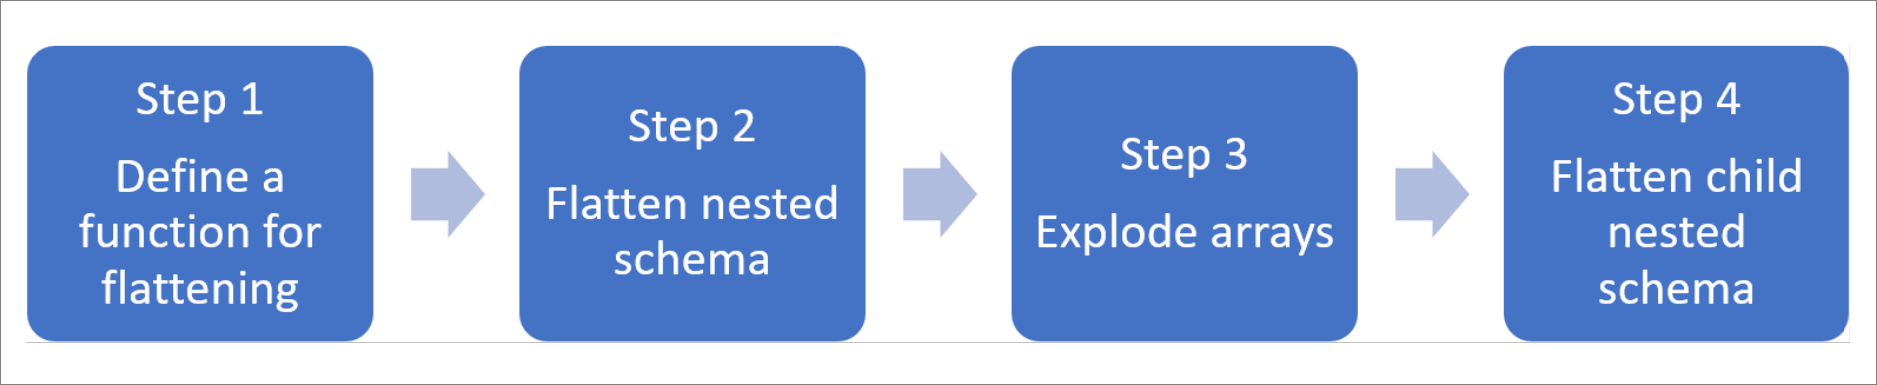 Step 1
Define a
function for
flattening
Step 2
Flatten nested
schema
Step 3
Explode arrays
Step 4
Flatten child
nested
schema